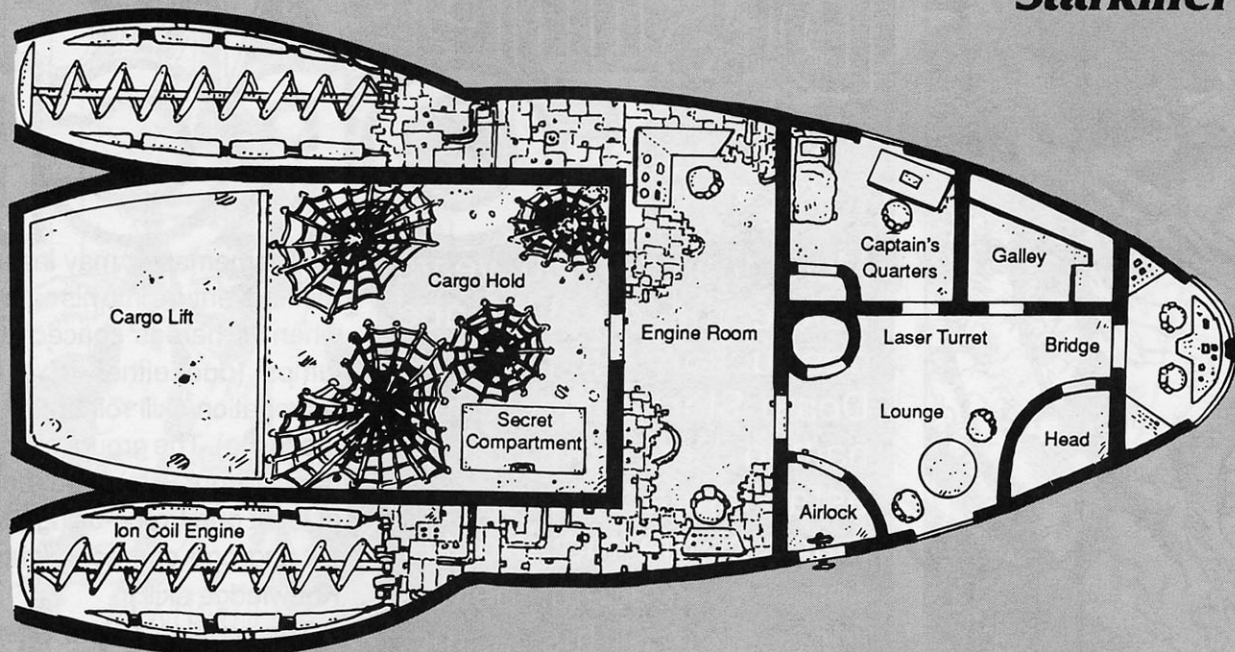 Captain's
Quarters
Galley
Cargo Hold
Cargo Lift
Engine Room
Laser Turret
Bridge
Lounge
Head
Secret
Compartment
Airlock
Ion Coil Engine